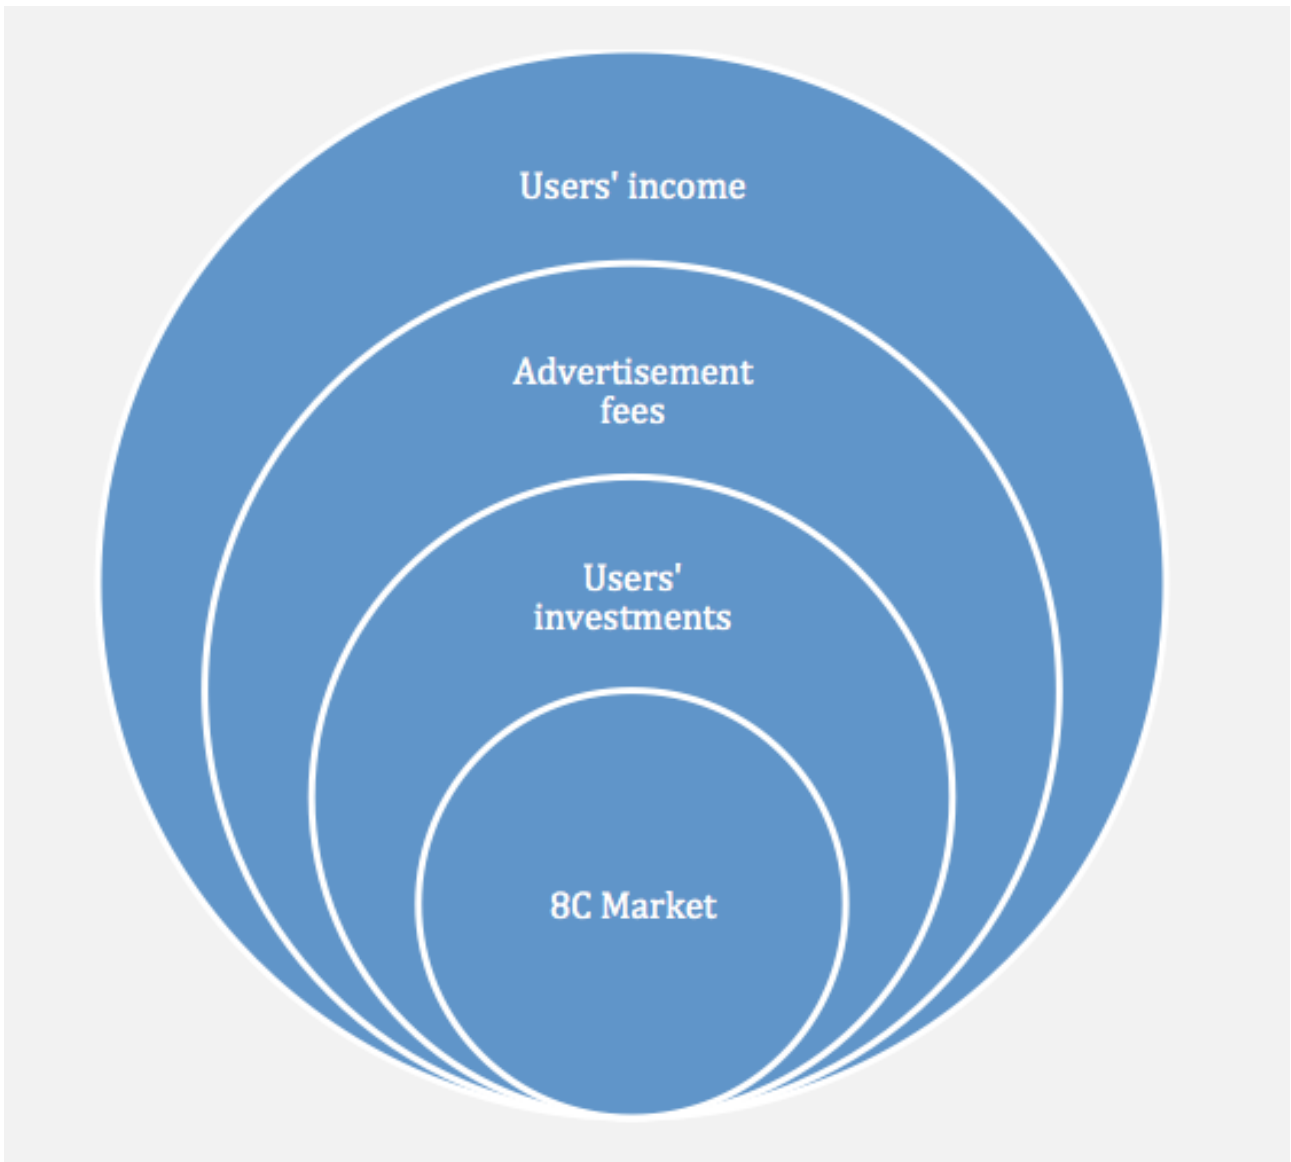 Users' income
Advertisement
fees
Users'
investments
8C Market